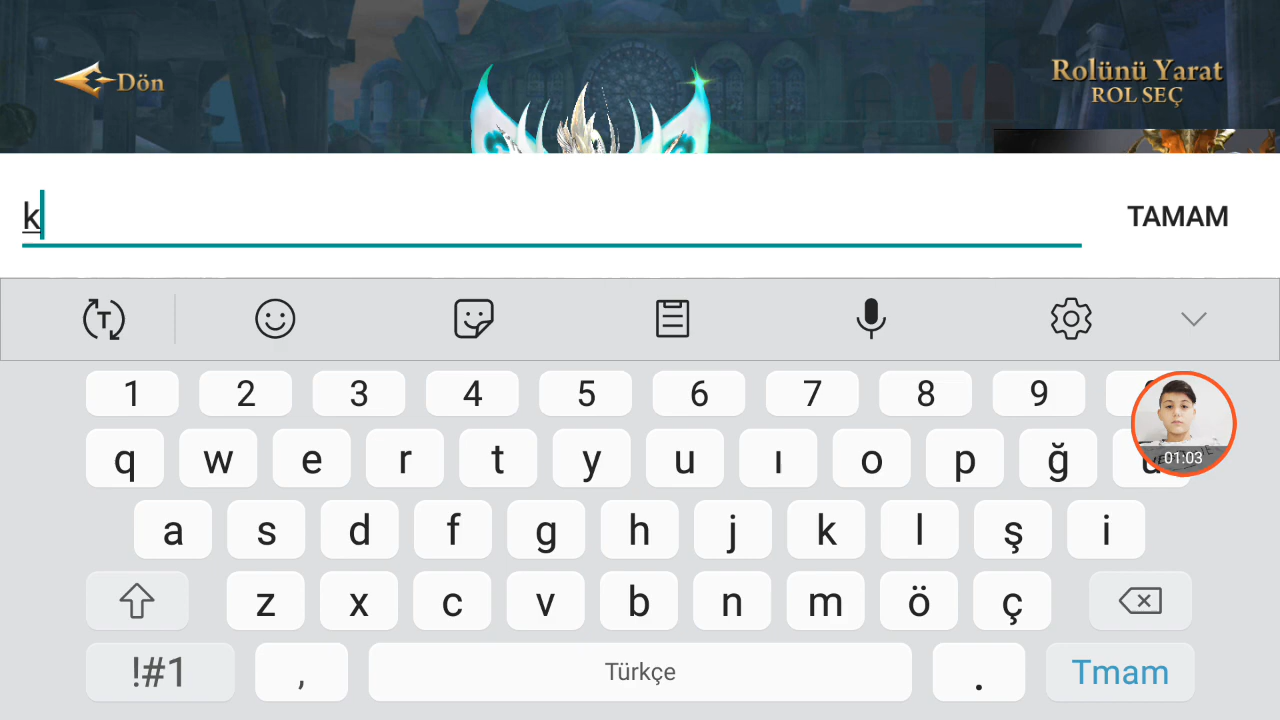 Dön
Rolünü Yarat
ROL SEÇ
k
TAMAM
T
1 2 3 4 5 6 7 8 9
01:03
q w e r t y u ı o p ğ
a s d f g h j k l ş i
z x c v b n m ö ç
!#1 , Türkçe . Tmam